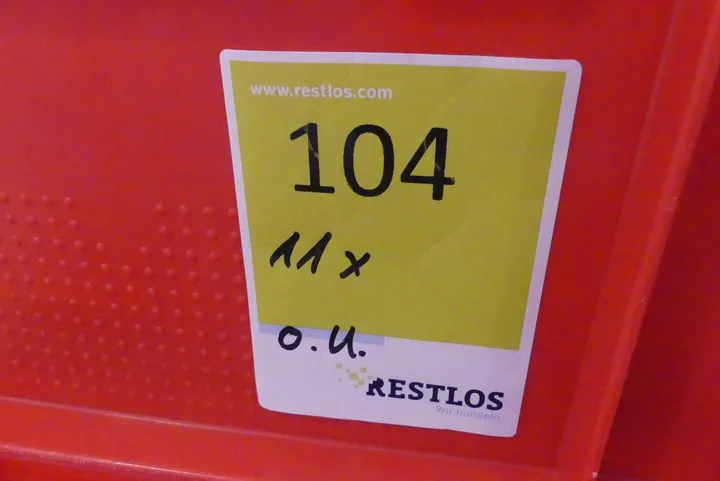 www.restlos.com
104
11x
o.u.
RESTLOS
Wir handeln